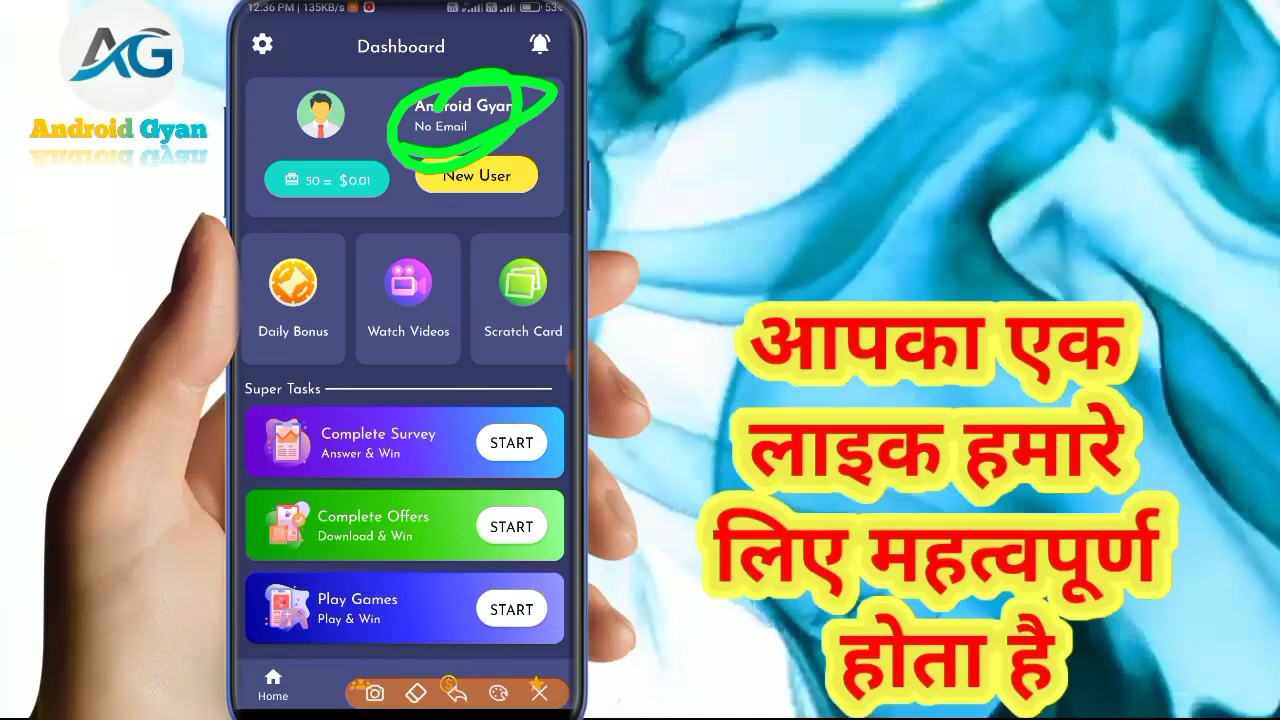 12:36 PM | 135KB/s
53%
AG
Android Gyan
Dashboard
Android Gyan
No Email
50 = $0.01
New User
Daily Bonus
Watch Videos
Scratch Card
Super Tasks
Complete Survey
Answer & Win
START
Complete Offers
Download & Win
START
Play Games
Play & Win
START
Home
आपका एक
लाइक हमारे
लिए महत्वपूर्ण
होता है